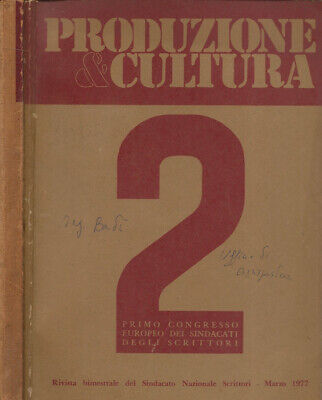 PRODUZIONE
& CULTURA
2
PRIMO CONGRESSO
EUROPEO DEI SINDACATI
DEGLI SCRITTORI
Rivista bimestrale del Sindacato Nazionale Scrittori - Marzo 1977